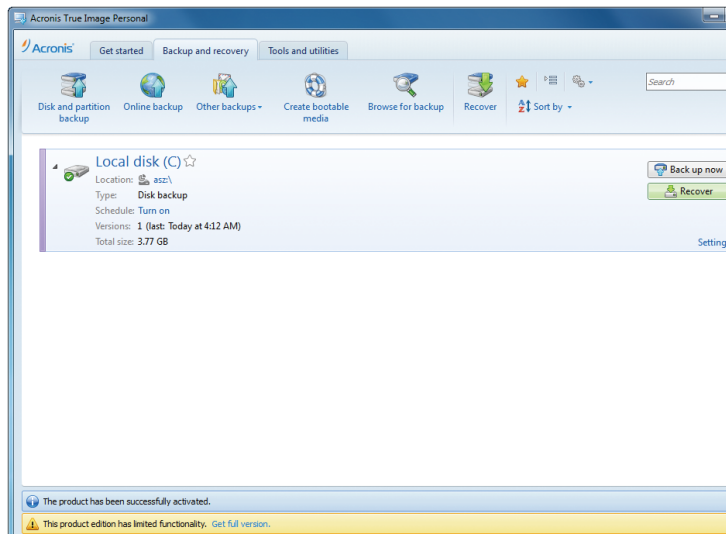 Acronis True Image Personal
Acronis Get started Backup and recovery Tools and utilities
Disk and partition backup
Online backup
Other backups
Create bootable media
Browse for backup
Recover
Sort by
Search
Local disk (C)
Back up now
Location: asz:\
Recover
Type: Disk backup
Schedule: Turn on
Versions: 1 (last: Today at 4:12 AM)
Total size: 3.77 GB
Setting
The product has been successfully activated.
This product edition has limited functionality. Get full version.